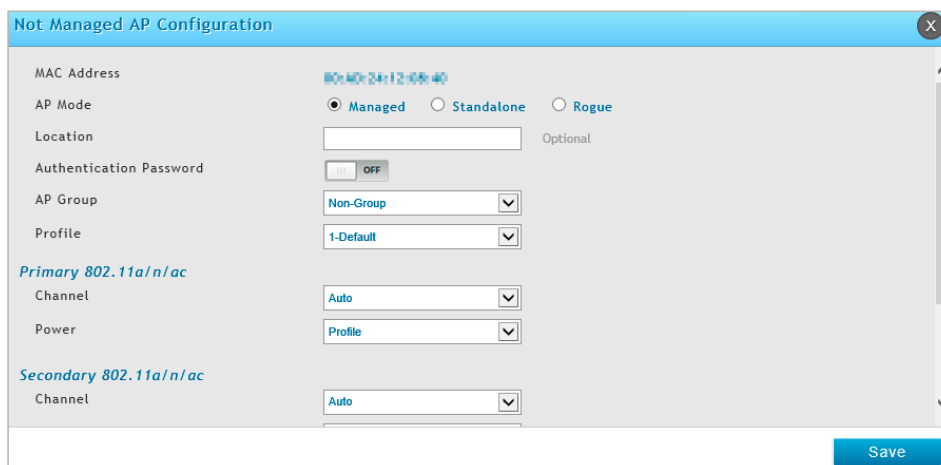 Not Managed AP Configuration
X
MAC Address
AP Mode Managed Standalone Rogue
Location Optional
Authentication Password OFF
AP Group Non-Group
Profile 1-Default
Primary 802.11a/n/ac
Channel Auto
Power Profile
Secondary 802.11a/n/ac
Channel Auto
Save